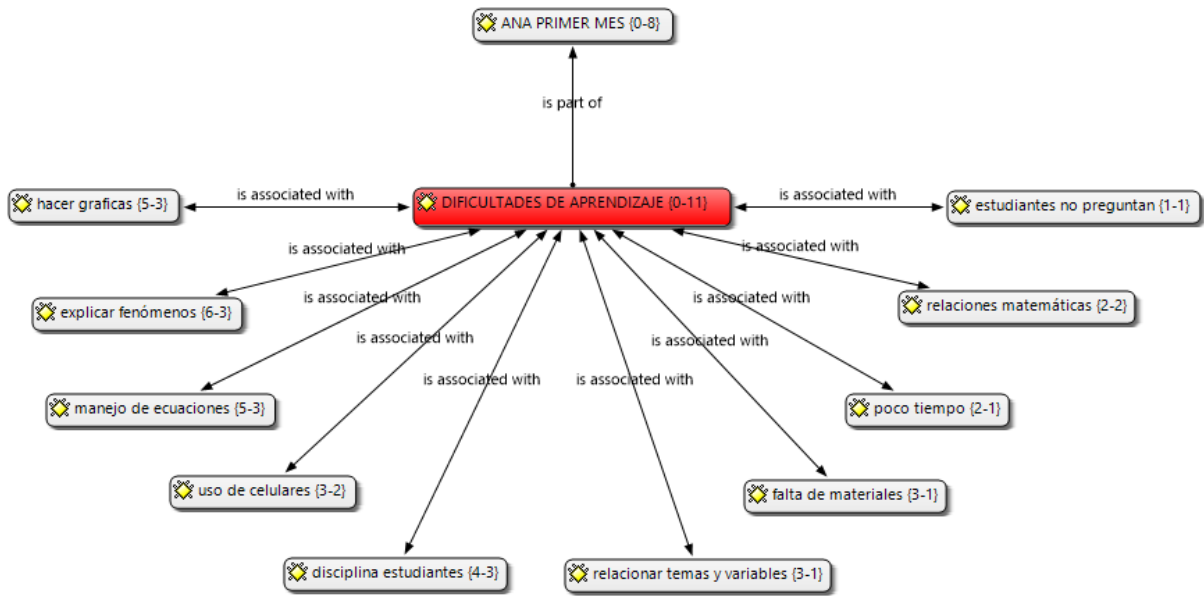 ANA PRIMER MES {0-8}
is part of
is associated with
is associated with
hacer graficas {5-3}
DIFICULTADES DE APRENDIZAJE {0-11}
estudiantes no preguntan {1-1}
is associated with
is associated with
explicar fenómenos {6-3}
is associated with
is associated with
relaciones matemáticas {2-2}
is associated with
is associated with
is associated with
is associated with
manejo de ecuaciones {5-3}
poco tiempo {2-1}
uso de celulares {3-2}
falta de materiales {3-1}
disciplina estudiantes {4-3}
relacionar temas y variables {3-1}